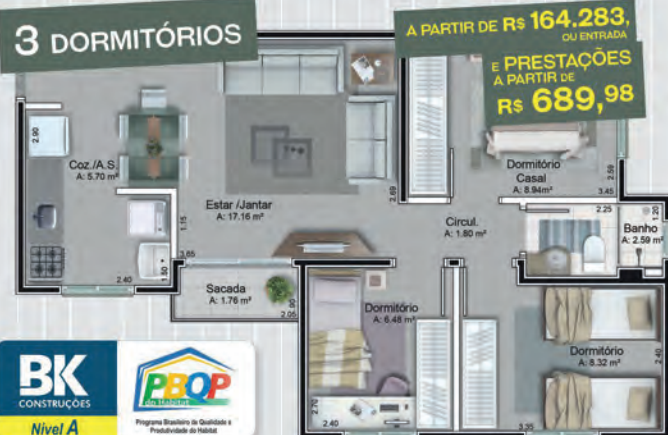 3 DORMITÓRIOS
A PARTIR DE R$ 164.283,
OU ENTRADA
E PRESTAÇÕES
A PARTIR DE
R$ 689,98
2.90
Coz./A.S.
A: 5.70 m²
1.15
2.40
1.50
Estar /Jantar
A: 17.16 m²
2.69
3.65
Sacada
A: 1.76 m²
.90
2.05
Dormitório
Casal
A: 8.94m²
2.59
3.45
Circul.
A: 1.80 m²
2.25
1.20
Banho
A: 2.59 m²
Dormitório
A: 6.48 m²
2.70
2.40
Dormitório
A: 8.32 m²
2.40
3.35
BK
CONSTRUÇÕES
Nível A
PBQP
do Habitat
Programa Brasileiro da Qualidade e
Produtividade do Habitat